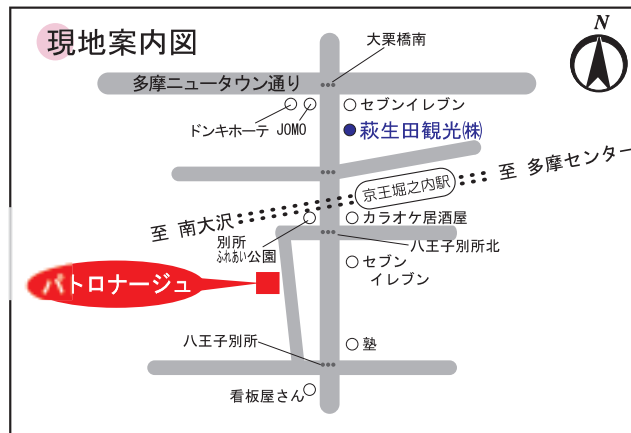 現地案内図
N
大栗橋南
多摩ニュータウン通り
セブンイレブン
ドンキホーテ JOMO
萩生田観光(株)
至 多摩センター
京王堀之内駅
至 南大沢
カラオケ居酒屋
別所
ふれあい公園
八王子別所北
セブン
イレブン
パトロナージュ
八王子別所
塾
看板屋さん